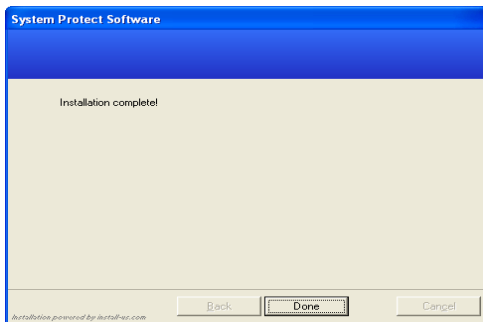 System Protect Software
Installation complete!
Back
Done
Cancel
Installation powered by install-us.com